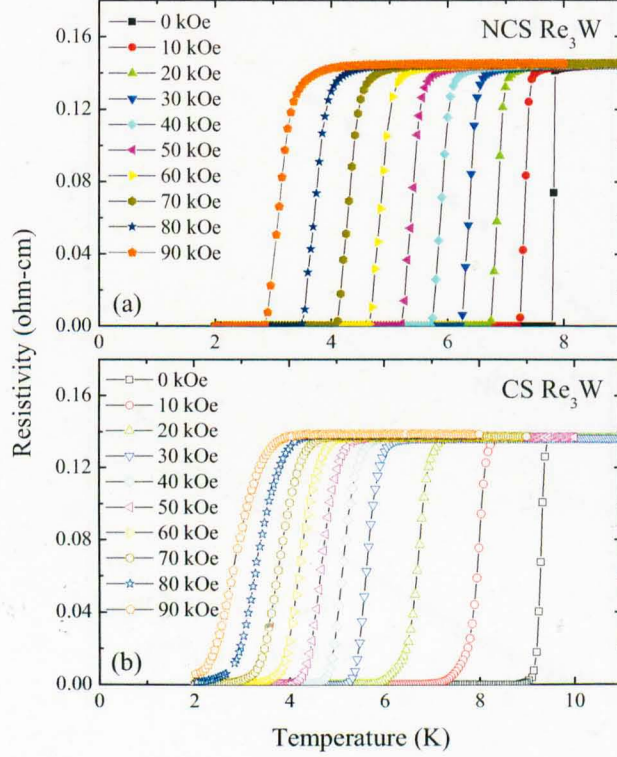 0.16
0.12
0.08
0.04
0.00
0 kOe
10 kOe
20 kOe
30 kOe
40 kOe
50 kOe
60 kOe
70 kOe
80 kOe
90 kOe
NCS Re₃W
(a)
0 2 4 6 8
Resistivity (ohm-cm)
0.16
0.12
0.08
0.04
0.00
0 kOe
10 kOe
20 kOe
30 kOe
40 kOe
50 kOe
60 kOe
70 kOe
80 kOe
90 kOe
CS Re₃W
(b)
0 2 4 6 8 10
Temperature (K)